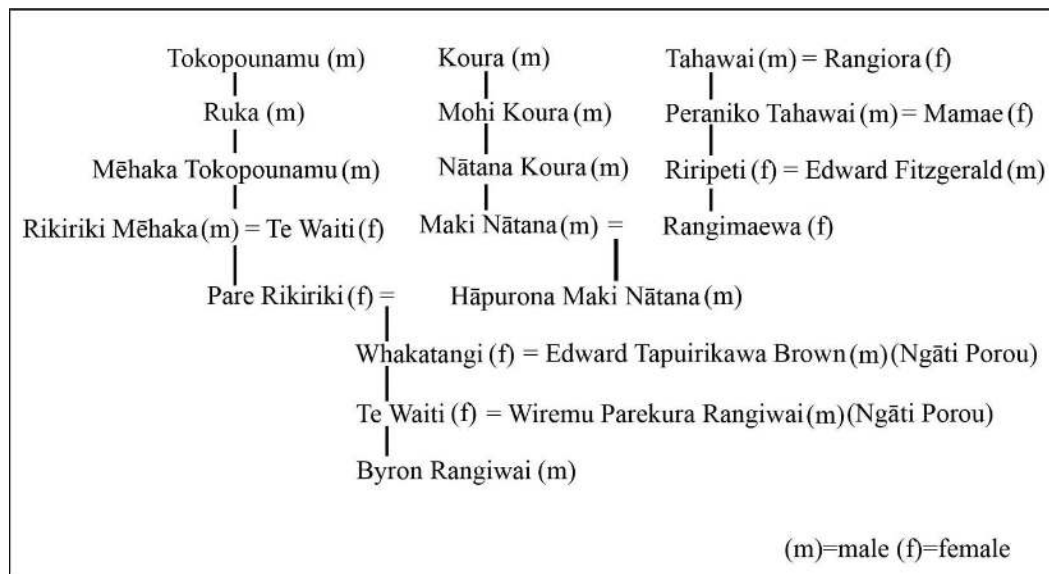 Tokopounamu (m) Koura (m) Tahawai (m) = Rangiora (f)
Ruka (m) Mohi Koura (m) Peraniko Tahawai (m) = Mamae (f)
Mēhaka Tokopounamu (m) Nātana Koura (m) Riripeti (f) = Edward Fitzgerald (m)
Rikiriki Mēhaka (m) = Te Waiti (f) Maki Nātana (m) = Rangimaewa (f)
Pare Rikiriki (f) = Hāpurona Maki Nātana (m)
Whakatangi (f) = Edward Tapuirikawa Brown (m) (Ngāti Porou)
Te Waiti (f) = Wiremu Parekura Rangiwai (m) (Ngāti Porou)
Byron Rangiwai (m)
(m)=male (f)=female